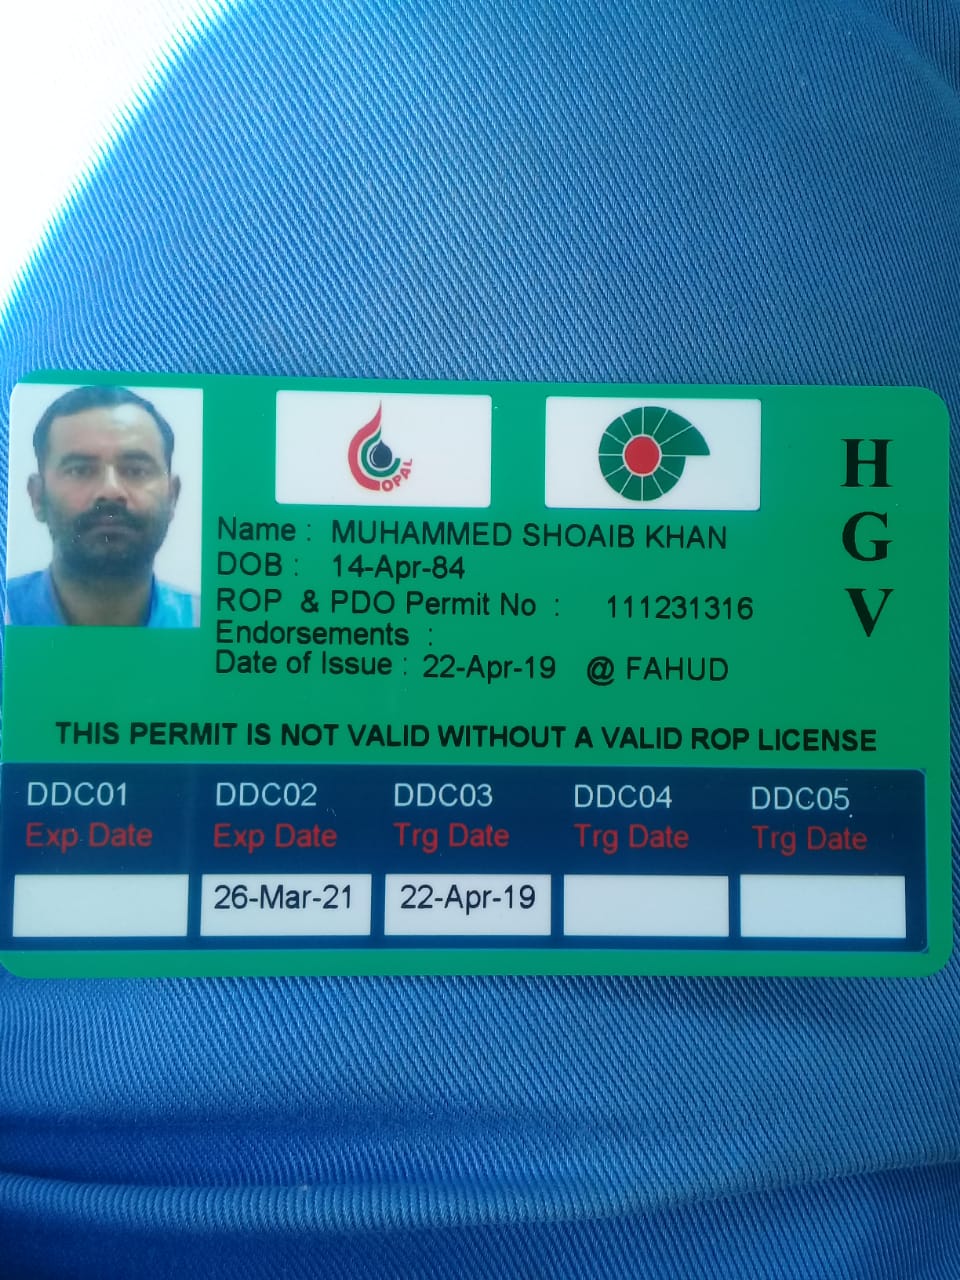 OPAL
H
G
V
Name : MUHAMMED SHOAIB KHAN
DOB : 14-Apr-84
ROP & PDO Permit No : 111231316
Endorsements :
Date of Issue : 22-Apr-19 @ FAHUD
THIS PERMIT IS NOT VALID WITHOUT A VALID ROP LICENSE
DDC01 DDC02 DDC03 DDC04 DDC05
Exp Date Exp Date Trg Date Trg Date Trg Date
26-Mar-21 22-Apr-19